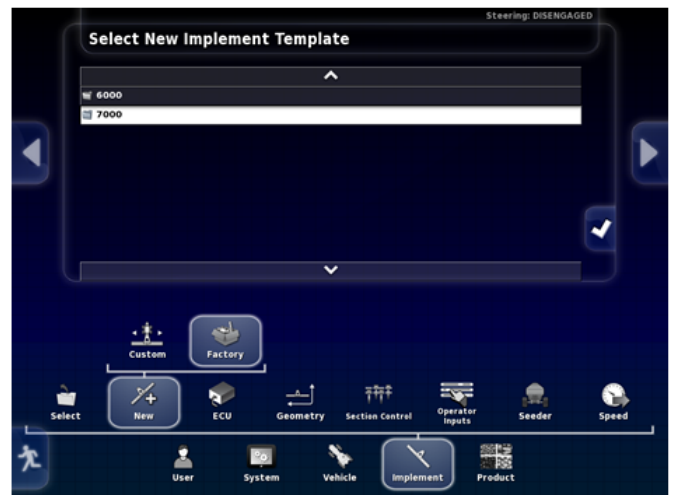 Steering: DISENGAGED
Select New Implement Template
6000
7000
Custom
Factory
Select
New
ECU
Geometry
Section Control
Operator
Inputs
Seeder
Speed
User
System
Vehicle
Implement
Product